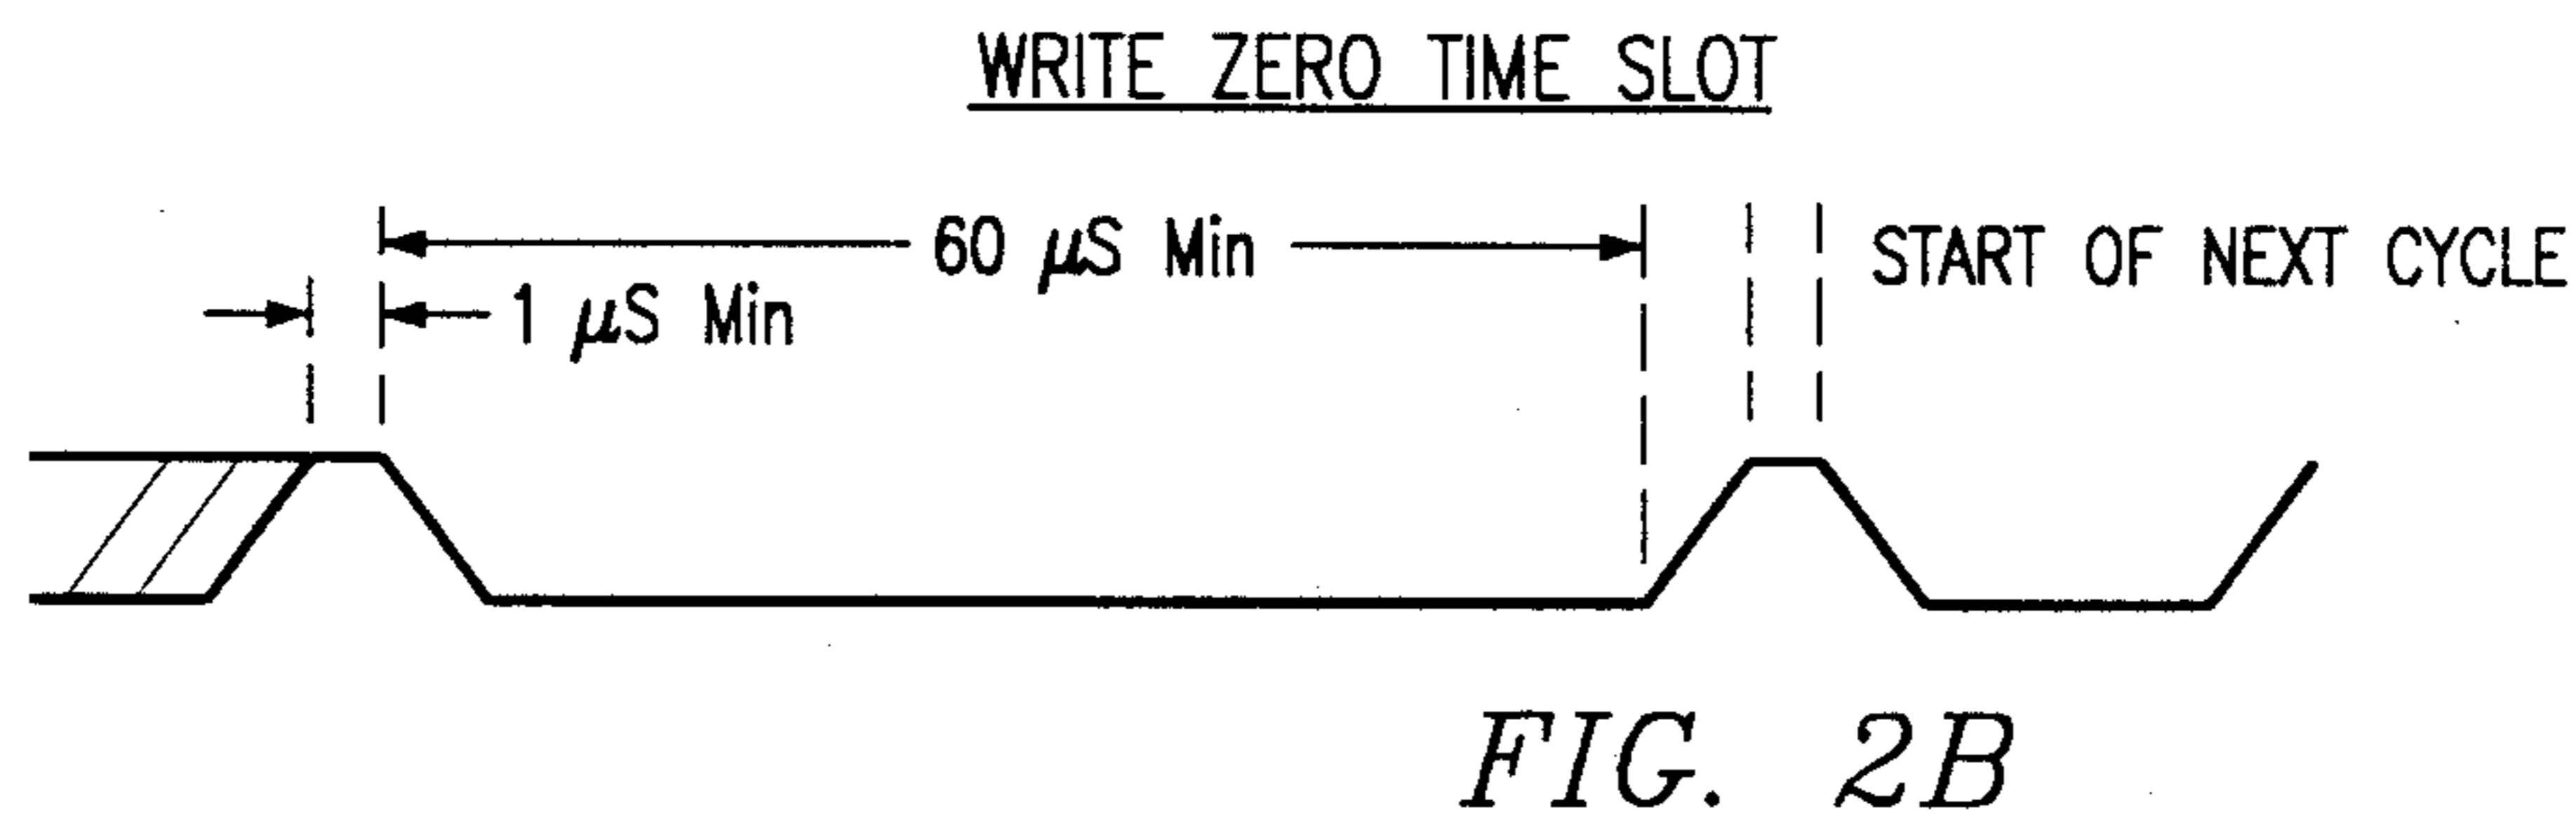 WRITE ZERO TIME SLOT
60 μS Min
START OF NEXT CYCLE
1 μS Min
FIG. 2B